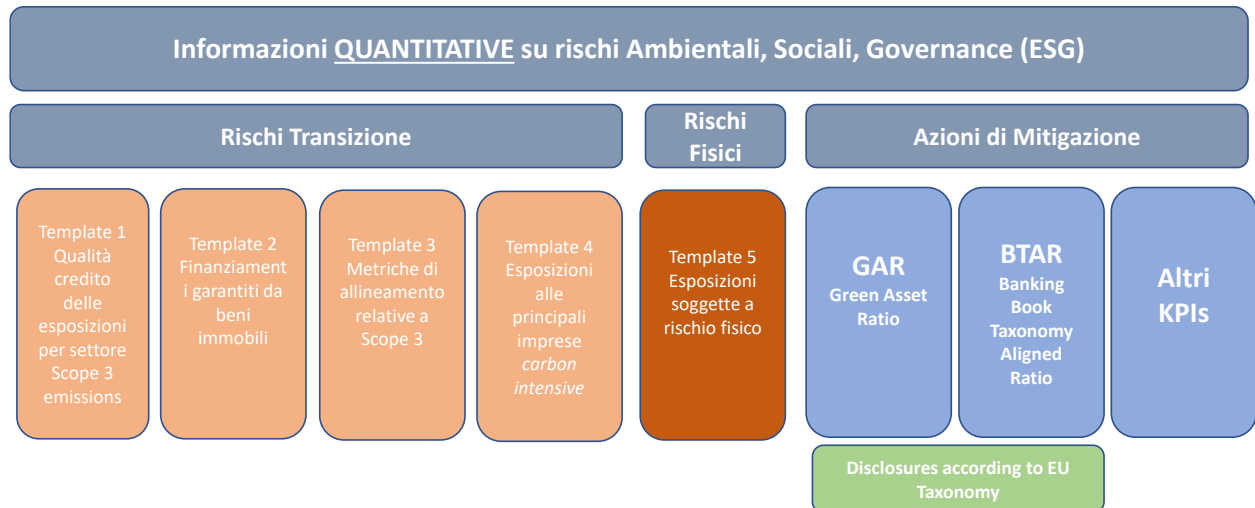 Informazioni QUANTITATIVE su rischi Ambientali, Sociali, Governance (ESG)
Rischi Transizione
Rischi
Fisici
Azioni di Mitigazione
Template 1
Qualità
credito
delle
esposizioni
per settore
Scope 3
emissions
Template 2
Finanziament
i garantiti da
beni
immobili
Template 3
Metriche di
allineamento
relative a
Scope 3
Template 4
Esposizioni
alle
principali
imprese
carbon
intensive
Template 5
Esposizioni
soggette a
rischio fisico
GAR
Green Asset
Ratio
BTAR
Banking
Book
Taxonomy
Aligned
Ratio
Altri
KPIs
Disclosures according to EU
Taxonomy